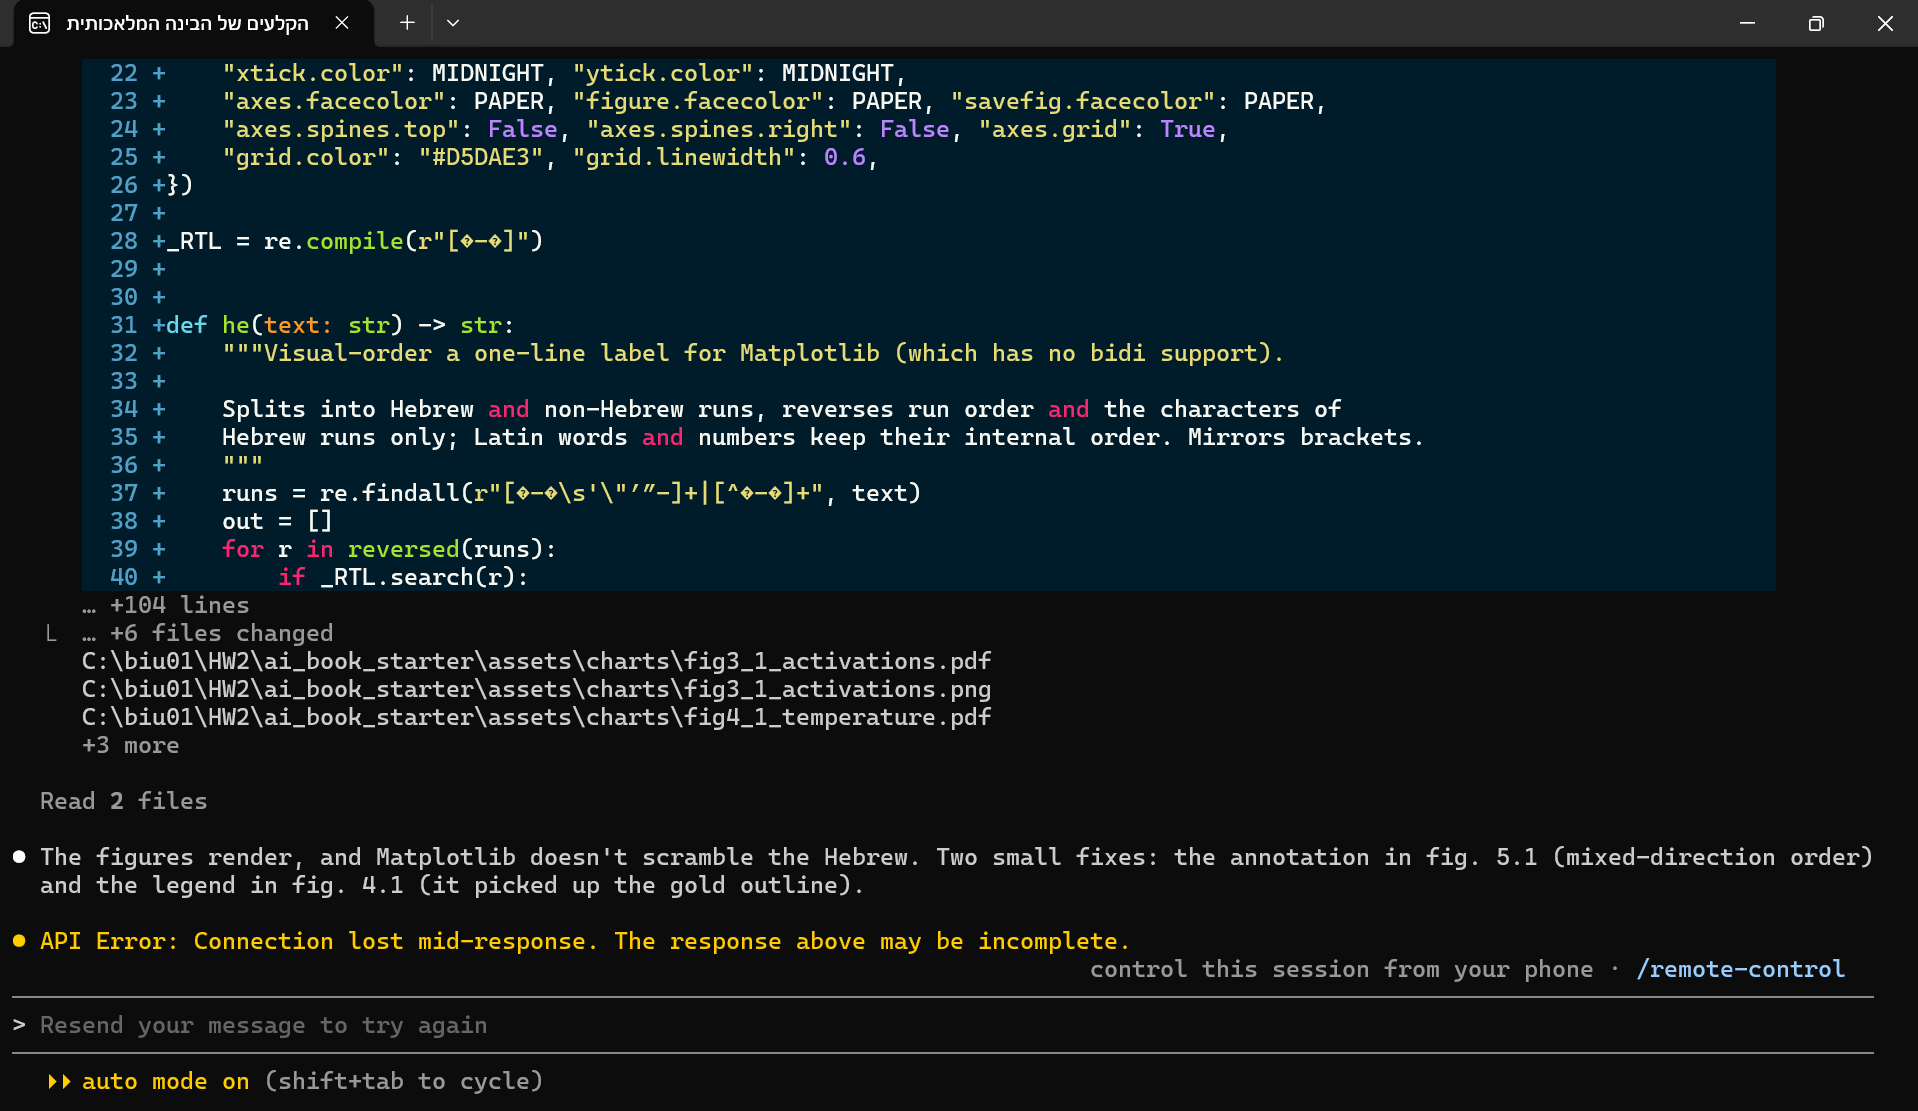 הקלעים של הבינה המלאכותית
22 +    "xtick.color": MIDNIGHT, "ytick.color": MIDNIGHT,
23 +    "axes.facecolor": PAPER, "figure.facecolor": PAPER, "savefig.facecolor": PAPER,
24 +    "axes.spines.top": False, "axes.spines.right": False, "axes.grid": True,
25 +    "grid.color": "#D5DAE3", "grid.linewidth": 0.6,
26 +})
27 +
28 +_RTL = re.compile(r"[�-�]")
29 +
30 +
31 +def he(text: str) -> str:
32 +    """Visual-order a one-line label for Matplotlib (which has no bidi support).
33 +
34 +    Splits into Hebrew and non-Hebrew runs, reverses run order and the characters of
35 +    Hebrew runs only; Latin words and numbers keep their internal order. Mirrors brackets.
36 +    """
37 +    runs = re.findall(r"[�-�\s'\"’”-]+|[^�-�]+", text)
38 +    out = []
39 +    for r in reversed(runs):
40 +        if _RTL.search(r):
… +104 lines
└ … +6 files changed
C:\biu01\HW2\ai_book_starter\assets\charts\fig3_1_activations.pdf
C:\biu01\HW2\ai_book_starter\assets\charts\fig3_1_activations.png
C:\biu01\HW2\ai_book_starter\assets\charts\fig4_1_temperature.pdf
+3 more
Read 2 files
● The figures render, and Matplotlib doesn't scramble the Hebrew. Two small fixes: the annotation in fig. 5.1 (mixed-direction order)
and the legend in fig. 4.1 (it picked up the gold outline).
● API Error: Connection lost mid-response. The response above may be incomplete.
control this session from your phone · /remote-control
> Resend your message to try again
⏵⏵ auto mode on (shift+tab to cycle)